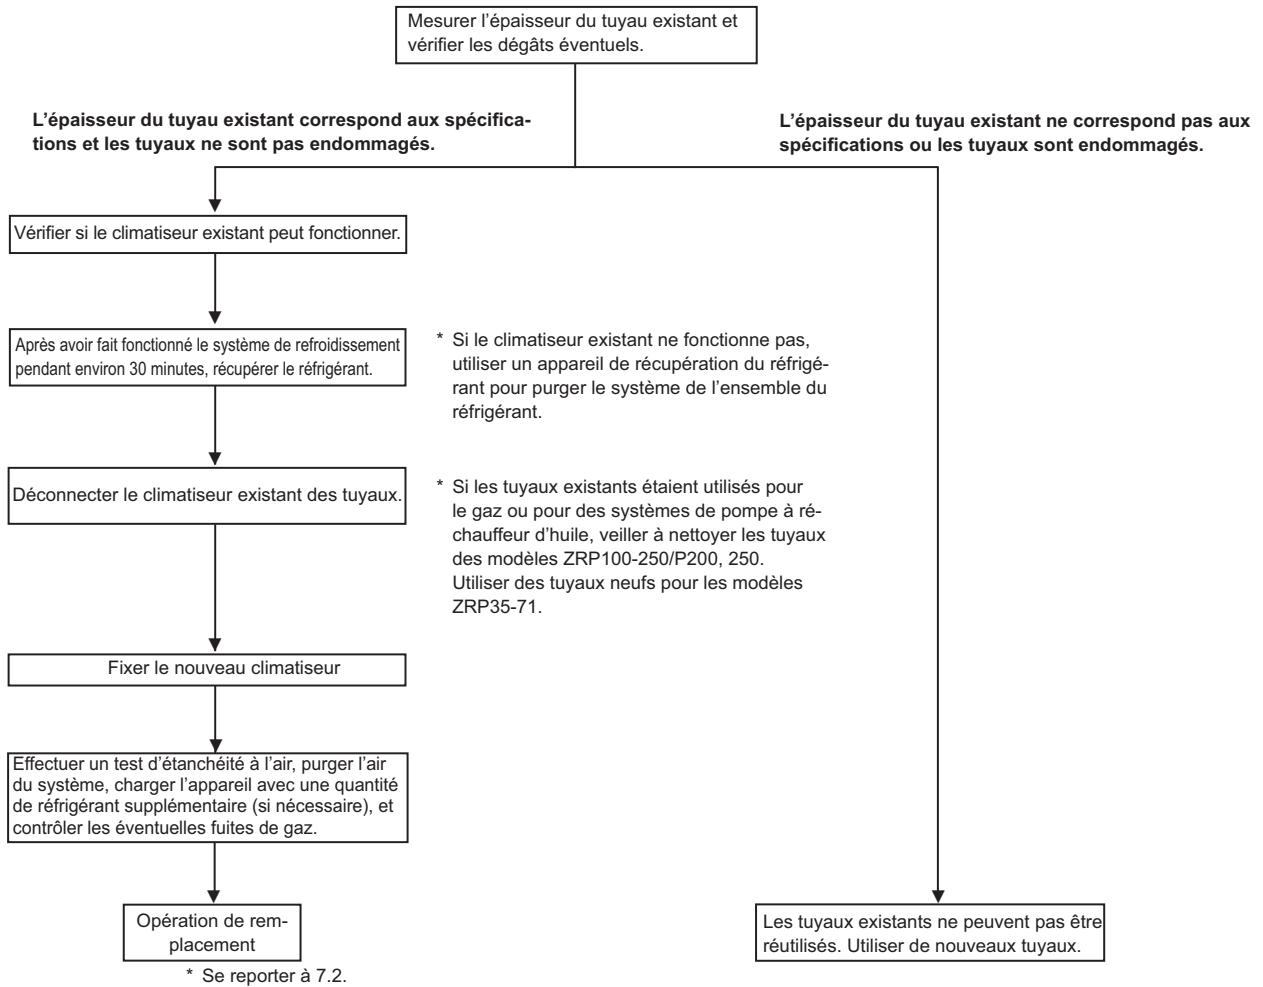 Mesurer l’épaisseur du tuyau existant et
vérifier les dégâts éventuels.
L’épaisseur du tuyau existant correspond aux spécifica-
tions et les tuyaux ne sont pas endommagés.
L’épaisseur du tuyau existant ne correspond pas aux
spécifications ou les tuyaux sont endommagés.
Vérifier si le climatiseur existant peut fonctionner.
Après avoir fait fonctionné le système de refroidissement
pendant environ 30 minutes, récupérer le réfrigérant.
* Si le climatiseur existant ne fonctionne pas,
utiliser un appareil de récupération du réfrigé-
rant pour purger le système de l’ensemble du
réfrigérant.
Déconnecter le climatiseur existant des tuyaux.
* Si les tuyaux existants étaient utilisés pour
le gaz ou pour des systèmes de pompe à ré-
chauffeur d’huile, veiller à nettoyer les tuyaux
des modèles ZRP100-250/P200, 250.
Utiliser des tuyaux neufs pour les modèles
ZRP35-71.
Fixer le nouveau climatiseur
Effectuer un test d’étanchéité à l’air, purger l’air
du système, charger l’appareil avec une quantité
de réfrigérant supplémentaire (si nécessaire), et
contrôler les éventuelles fuites de gaz.
Opération de rem-
placement
* Se reporter à 7.2.
Les tuyaux existants ne peuvent pas être
réutilisés. Utiliser de nouveaux tuyaux.